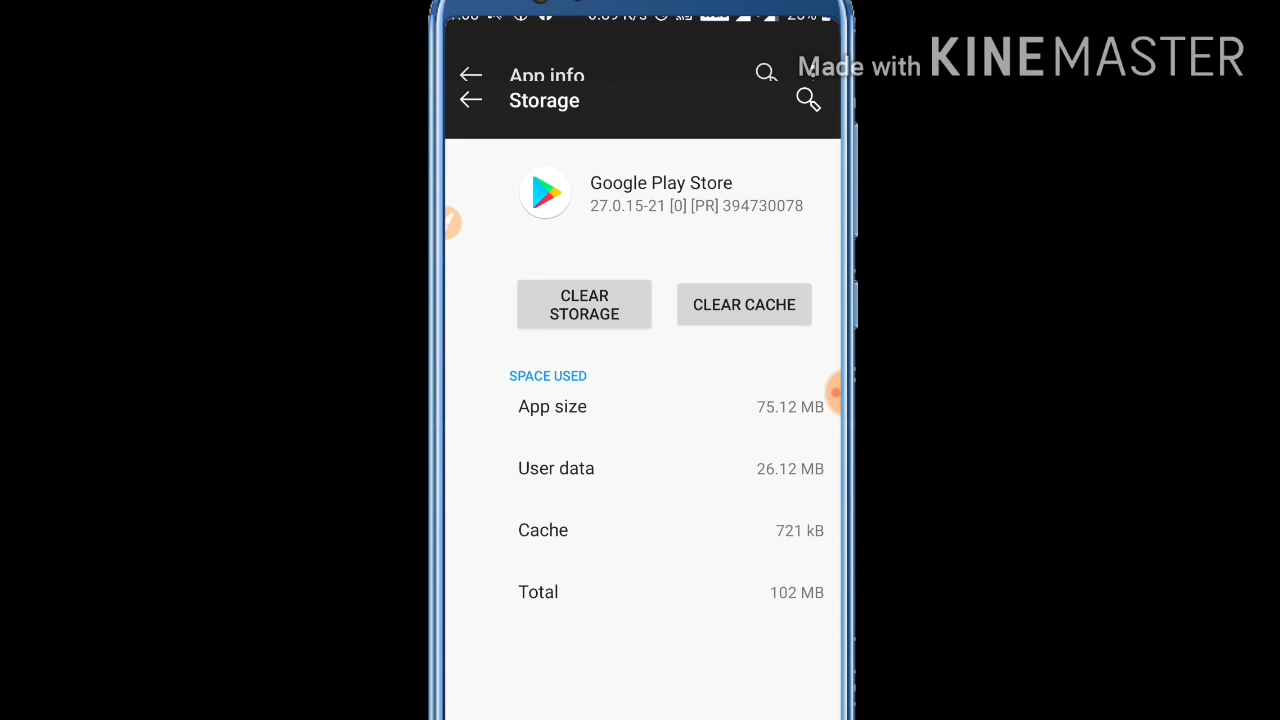 Made with KINEMASTER
App info
Storage
Google Play Store
27.0.15-21 [0] [PR] 394730078
CLEAR STORAGE
CLEAR CACHE
SPACE USED
App size 75.12 MB
User data 26.12 MB
Cache 721 kB
Total 102 MB